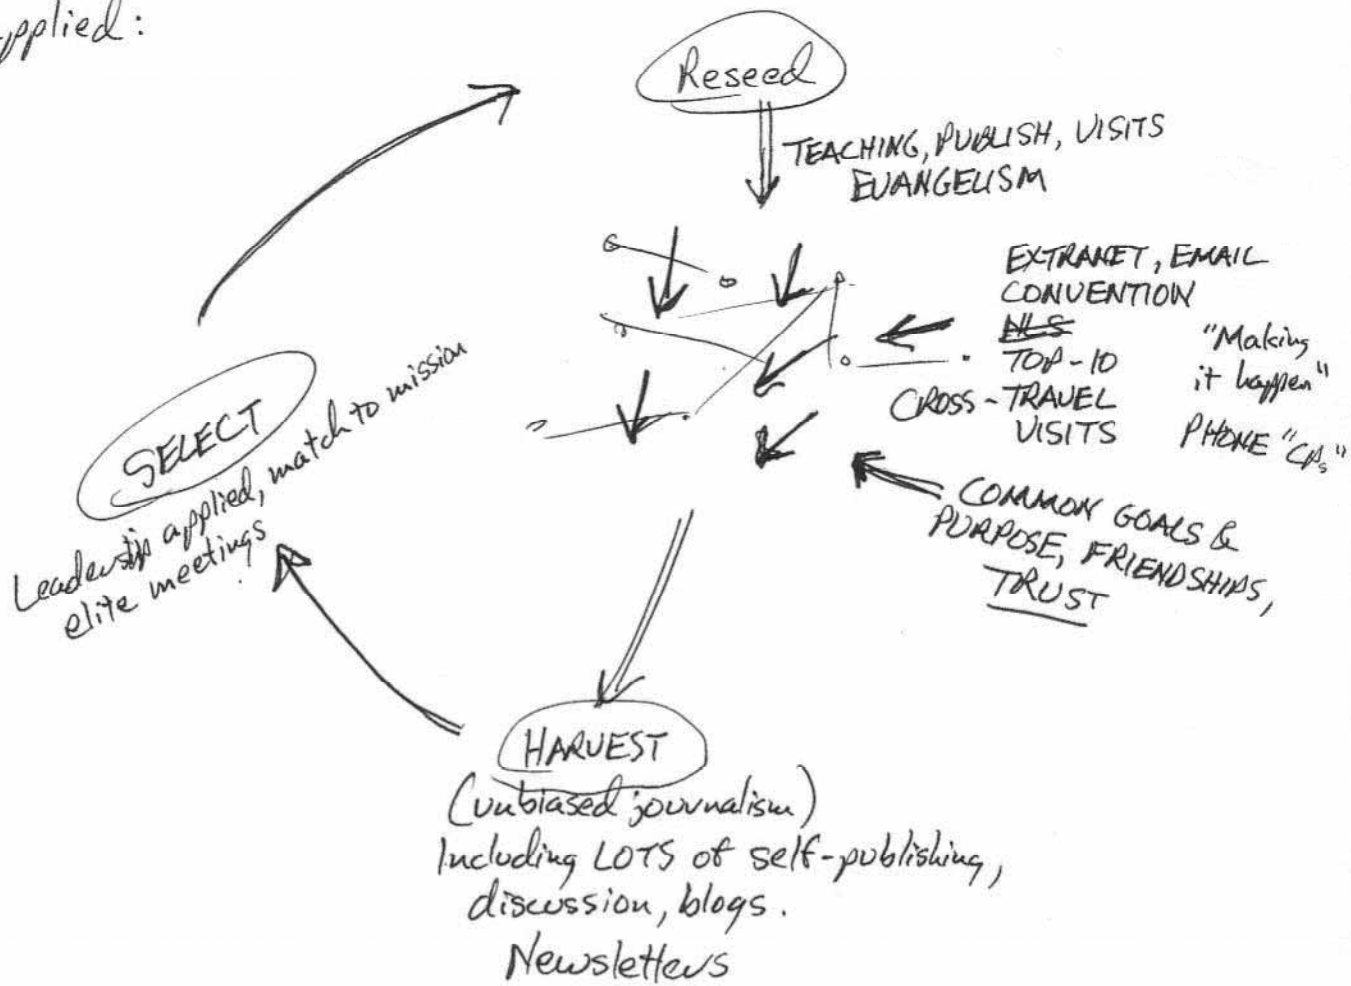 applied:
Reseed
TEACHING, PUBLISH, VISITS
EVANGELISM
EXTRANET, EMAIL
CONVENTION
NLS
TOP-10
CROSS-TRAVEL
VISITS
"Making
it happen"
PHONE "CPs"
COMMON GOALS &
PURPOSE, FRIENDSHIPS,
TRUST
SELECT
Leadership applied, match to mission
elite meetings
HARVEST
(unbiased journalism)
Including LOTS of self-publishing,
discussion, blogs.
Newsletters